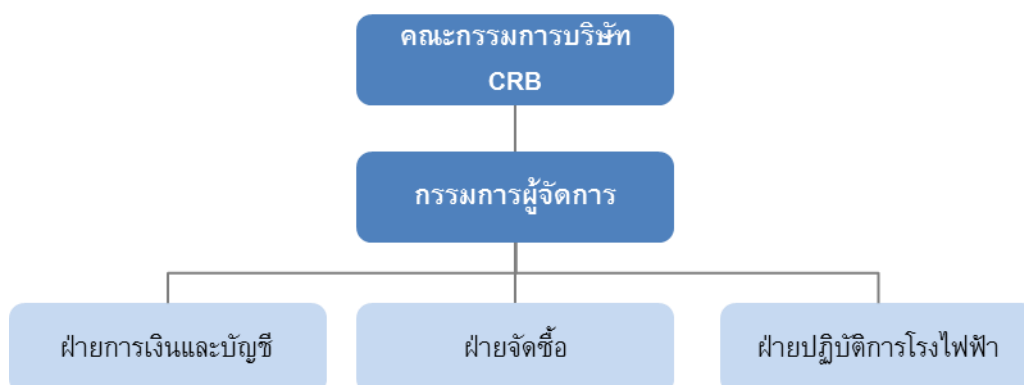 คณะกรรมการบริษัท
CRB
กรรมการผู้จัดการ
ฝ่ายการเงินและบัญชี
ฝ่ายจัดซื้อ
ฝ่ายปฏิบัติการโรงไฟฟ้า